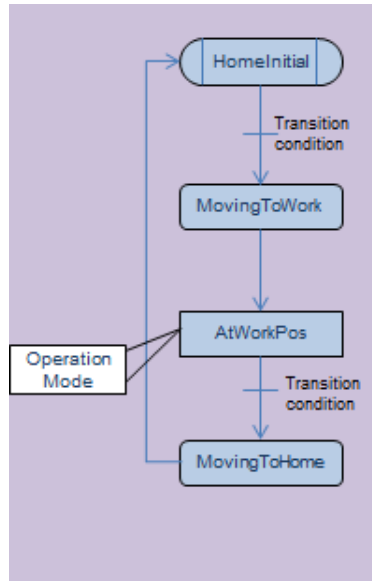 HomeInitial
Transition
condition
MovingToWork
AtWorkPos
Operation
Mode
Transition
condition
MovingToHome